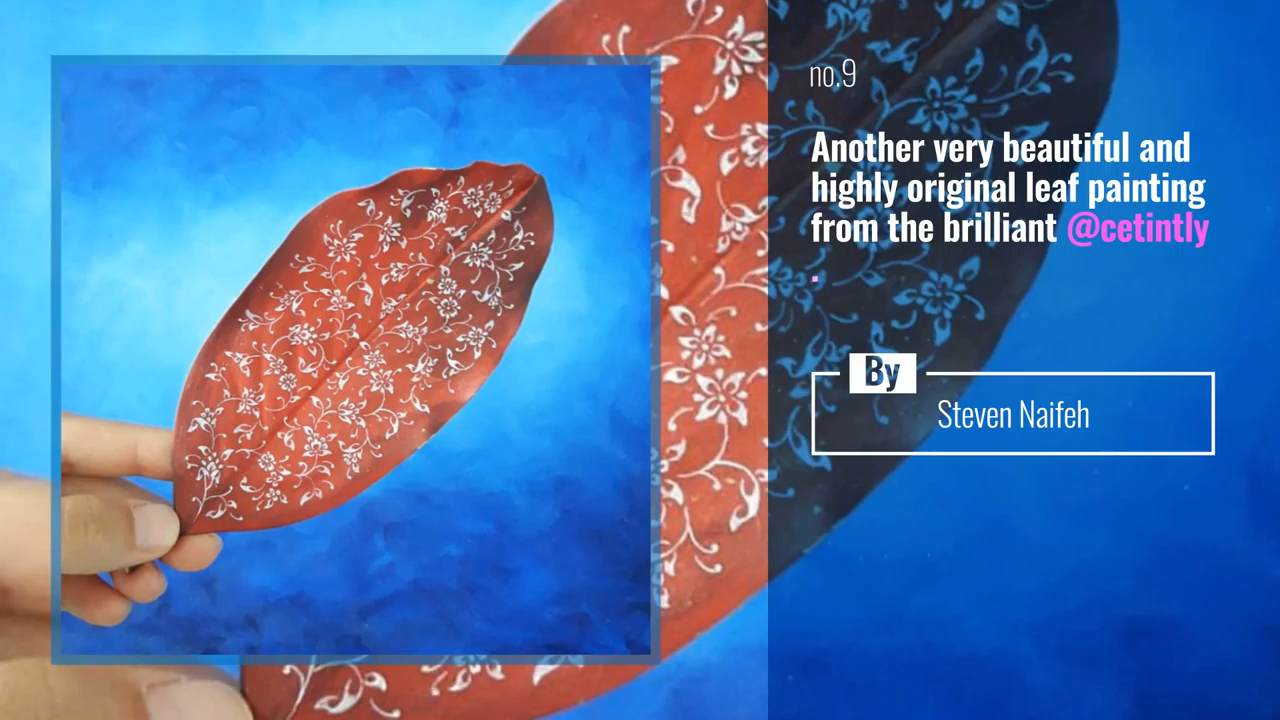 no.9
Another very beautiful and
highly original leaf painting
from the brilliant @cetintly
.
By
Steven Naifeh